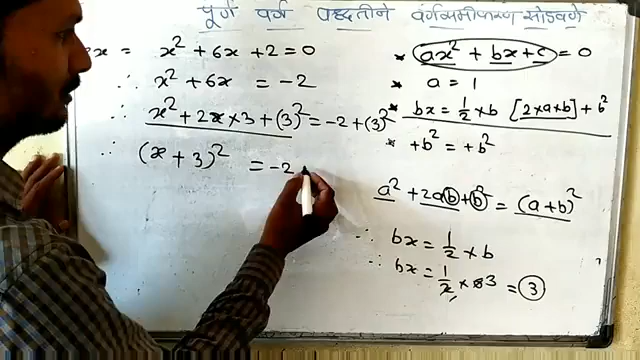 पूर्ण वर्ग पद्धतीने वर्गसमीकरण सोडवणे
x² + 6x + 2 = 0
∴ x² + 6x = -2
∴ x² + 2x × 3 + (3)² = -2 + (3)²
∴ (x + 3)² = -2
* ax² + bx + c = 0
* a = 1
* bx = 1/2 × b [2×a×b] + b²
* +b² = +b²
a² + 2ab + b² = (a + b)²
∴ bx = 1/2 × b
∴ bx = 1/2 × 3 = 3